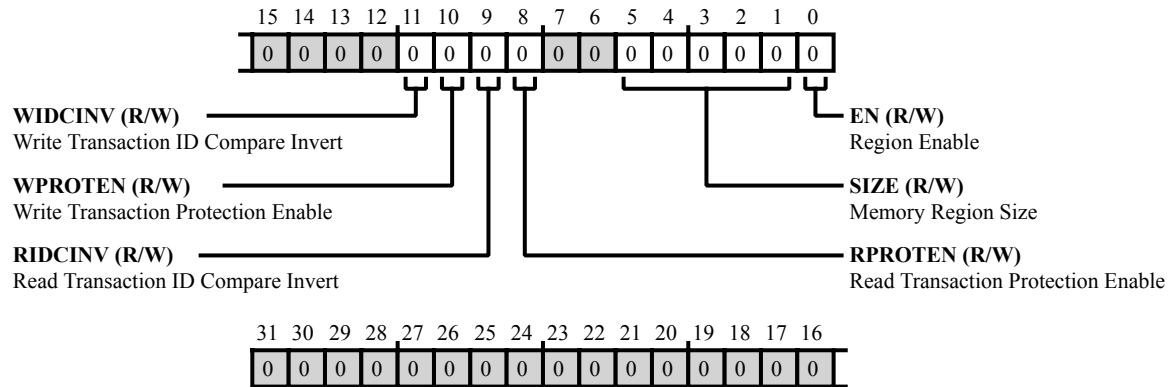 15 14 13 12 11 10 9 8 7 6 5 4 3 2 1 0
0 0 0 0 0 0 0 0 0 0 0 0 0 0 0 0
WIDCINV (R/W)
Write Transaction ID Compare Invert
EN (R/W)
Region Enable
WPROTEN (R/W)
Write Transaction Protection Enable
SIZE (R/W)
Memory Region Size
RIDCINV (R/W)
Read Transaction ID Compare Invert
RPROTEN (R/W)
Read Transaction Protection Enable
31 30 29 28 27 26 25 24 23 22 21 20 19 18 17 16
0 0 0 0 0 0 0 0 0 0 0 0 0 0 0 0